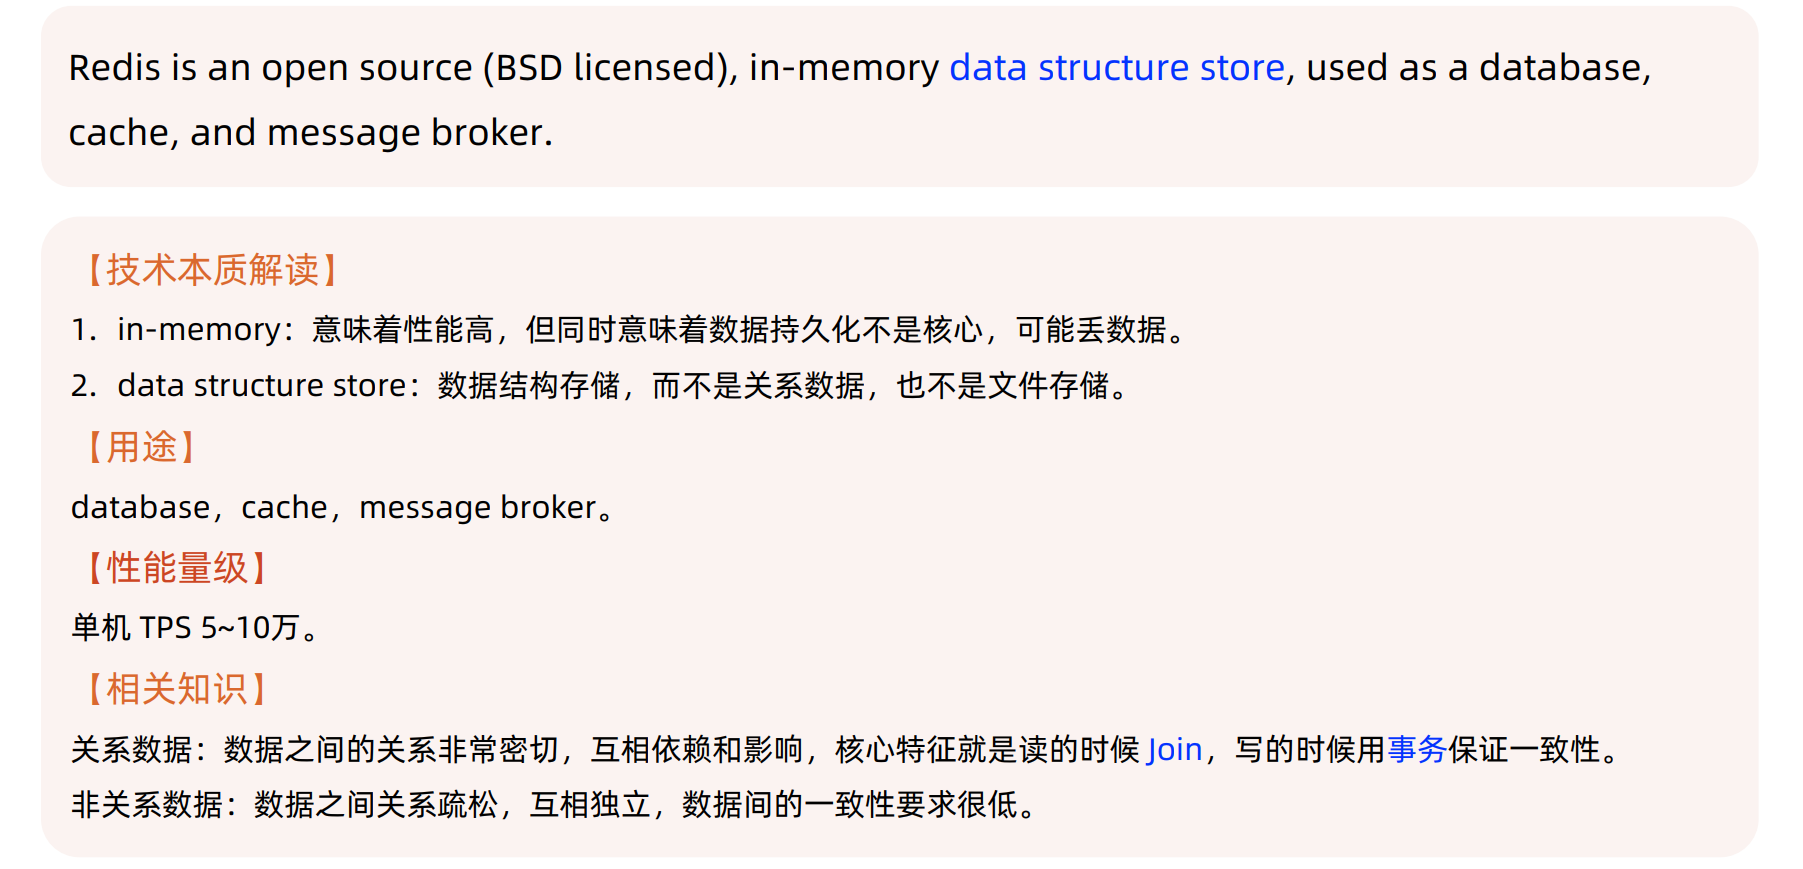 Redis is an open source (BSD licensed), in-memory data structure store, used as a database,
cache, and message broker.
【技术本质解读】
1. in-memory：意味着性能高，但同时意味着数据持久化不是核心，可能丢数据。
2. data structure store：数据结构存储，而不是关系数据，也不是文件存储。
【用途】
database，cache，message broker。
【性能量级】
单机 TPS 5~10万。
【相关知识】
关系数据：数据之间的关系非常密切，互相依赖和影响，核心特征就是读的时候 Join，写的时候用事务保证一致性。
非关系数据：数据之间关系疏松，互相独立，数据间的一致性要求很低。